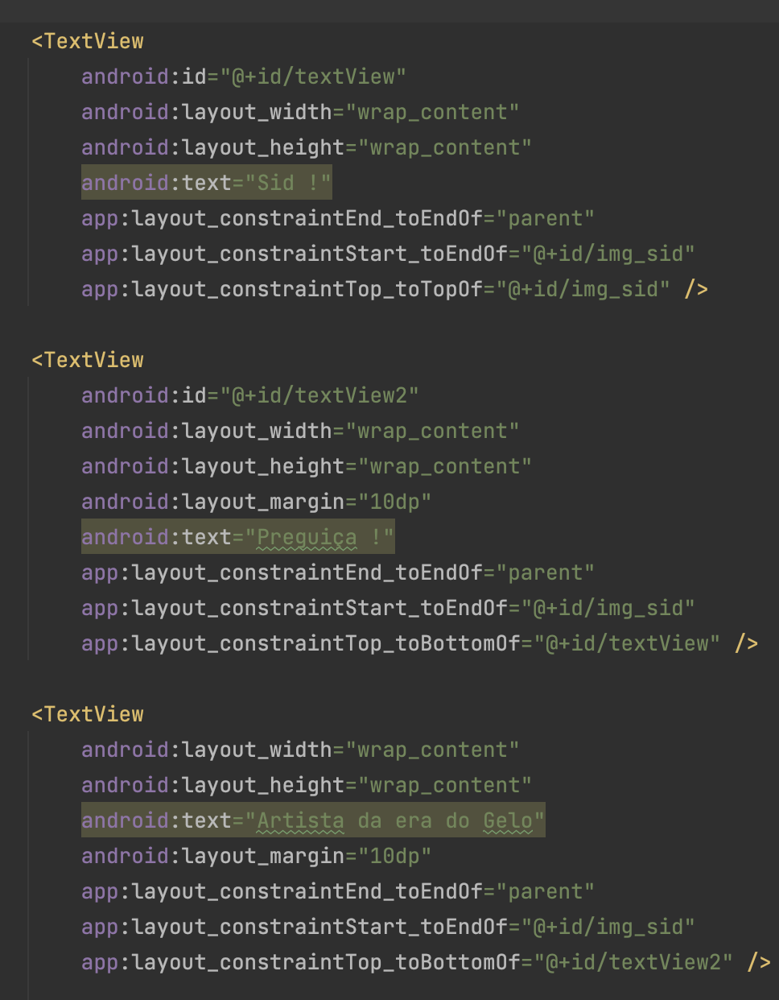 <TextView
android:id="@+id/textView"
android:layout_width="wrap_content"
android:layout_height="wrap_content"
android:text="Sid !"
app:layout_constraintEnd_toEndOf="parent"
app:layout_constraintStart_toEndOf="@+id/img_sid"
app:layout_constraintTop_toTopOf="@+id/img_sid" />
<TextView
android:id="@+id/textView2"
android:layout_width="wrap_content"
android:layout_height="wrap_content"
android:layout_margin="10dp"
android:text="Preguiça !"
app:layout_constraintEnd_toEndOf="parent"
app:layout_constraintStart_toEndOf="@+id/img_sid"
app:layout_constraintTop_toBottomOf="@+id/textView" />
<TextView
android:layout_width="wrap_content"
android:layout_height="wrap_content"
android:text="Artista da era do Gelo"
android:layout_margin="10dp"
app:layout_constraintEnd_toEndOf="parent"
app:layout_constraintStart_toEndOf="@+id/img_sid"
app:layout_constraintTop_toBottomOf="@+id/textView2" />